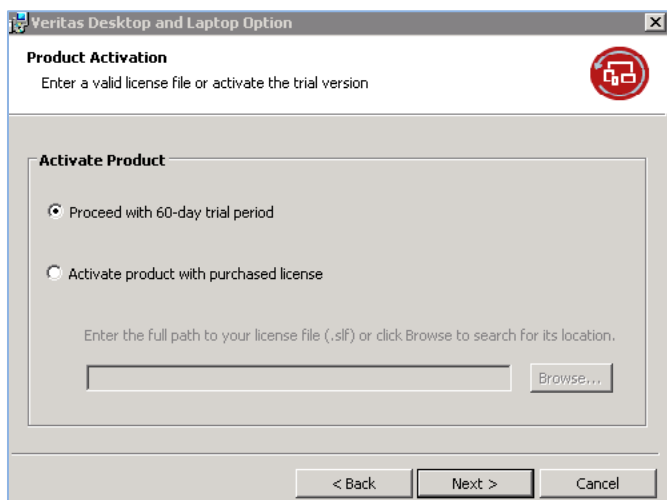 Veritas Desktop and Laptop Option
Product Activation
Enter a valid license file or activate the trial version
Activate Product
Proceed with 60-day trial period
Activate product with purchased license
Enter the full path to your license file (.slf) or click Browse to search for its location.
Browse...
< Back
Next >
Cancel